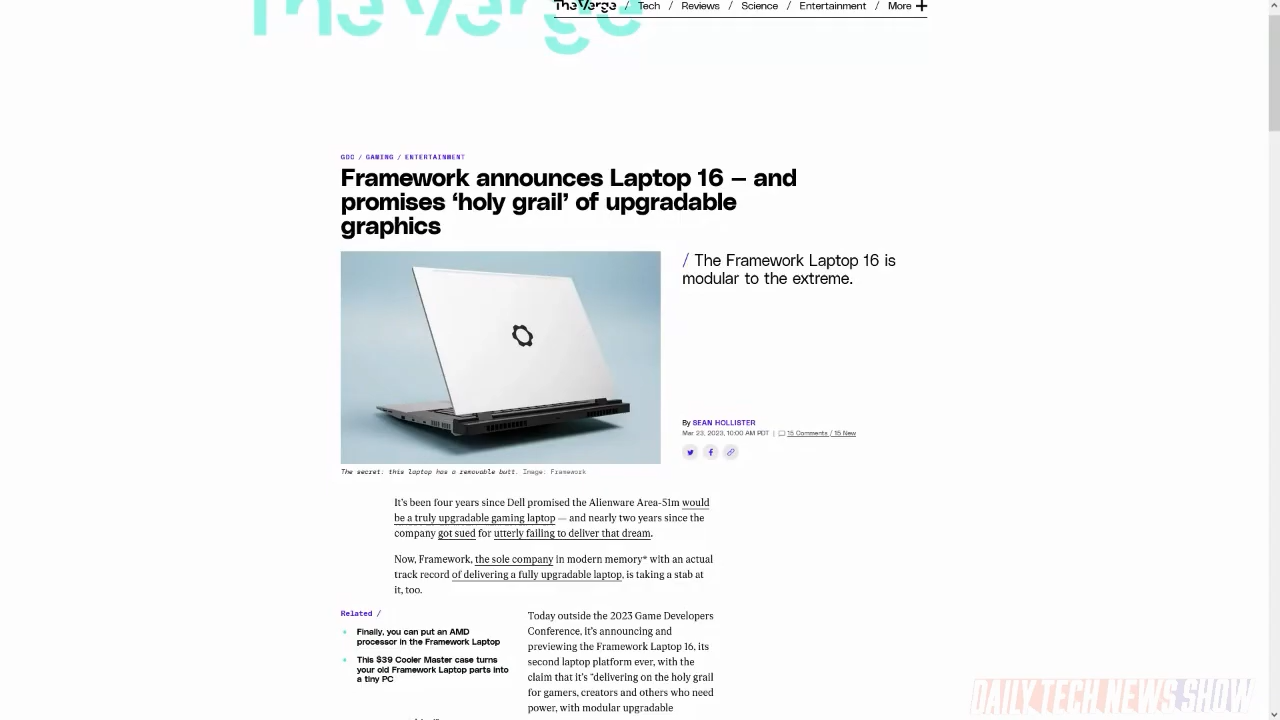 TheVerge
TheVerge / Tech / Reviews / Science / Entertainment / More +
GDC / GAMING / ENTERTAINMENT
Framework announces Laptop 16 — and
promises ‘holy grail’ of upgradable
graphics
/ The Framework Laptop 16 is
modular to the extreme.
By SEAN HOLLISTER
Mar 23, 2023, 10:00 AM PDT | 15 Comments / 15 New
The secret: this laptop has a removable butt. Image: Framework
It’s been four years since Dell promised the Alienware Area-51m would
be a truly upgradable gaming laptop — and nearly two years since the
company got sued for utterly failing to deliver that dream.
Now, Framework, the sole company in modern memory* with an actual
track record of delivering a fully upgradable laptop, is taking a stab at
it, too.
Related /
Finally, you can put an AMD
processor in the Framework Laptop
This $39 Cooler Master case turns
your old Framework Laptop parts into
a tiny PC
Today outside the 2023 Game Developers
Conference, it’s announcing and
previewing the Framework Laptop 16, its
second laptop platform ever, with the
claim that it’s “delivering on the holy grail
for gamers, creators and others who need
power, with modular upgradable
DAILY TECH NEWS SHOW